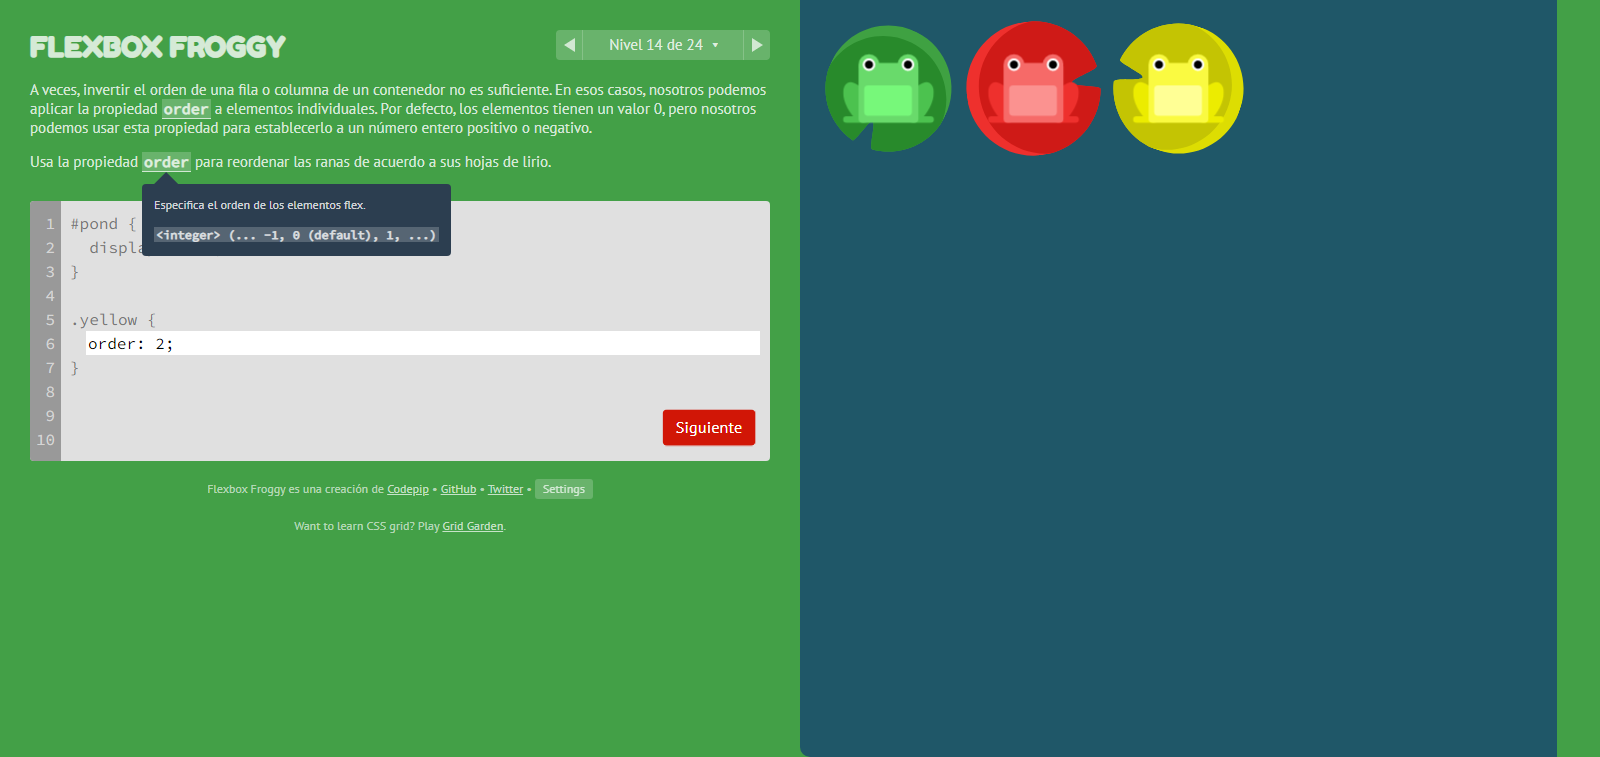 FLEXBOX FROGGY
Nivel 14 de 24
A veces, invertir el orden de una fila o columna de un contenedor no es suficiente. En esos casos, nosotros podemos
aplicar la propiedad order a elementos individuales. Por defecto, los elementos tienen un valor 0, pero nosotros
podemos usar esta propiedad para establecerlo a un número entero positivo o negativo.
Usa la propiedad order para reordenar las ranas de acuerdo a sus hojas de lirio.
Especifica el orden de los elementos flex.
<integer> (... -1, 0 (default), 1, ...)
1 #pond {
2 displa
3 }
4
5 .yellow {
6 order: 2;
7 }
8
9
10
Siguiente
Flexbox Froggy es una creación de Codepip • GitHub • Twitter • Settings
Want to learn CSS grid? Play Grid Garden.